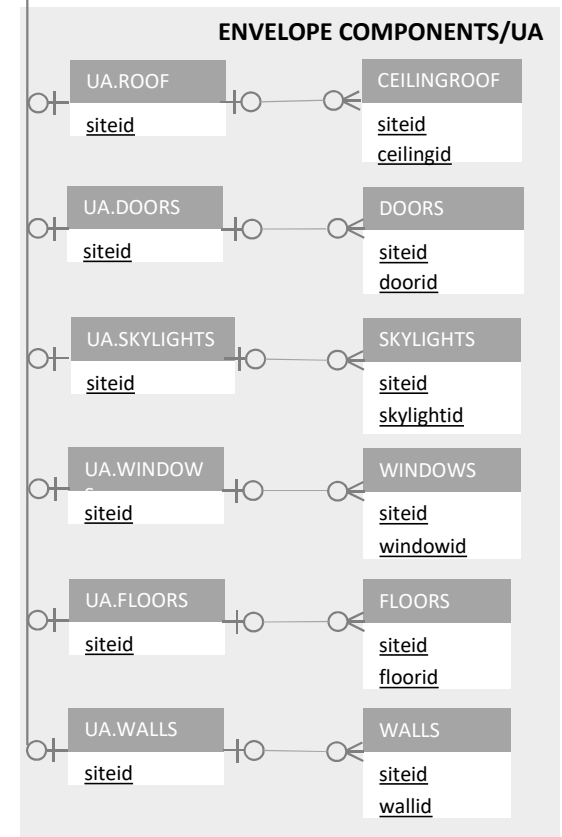 ENVELOPE COMPONENTS/UA
UA.ROOF
siteid
CEILINGROOF
siteid
ceilingid
UA.DOORS
siteid
DOORS
siteid
doorid
UA.SKYLIGHTS
siteid
SKYLIGHTS
siteid
skylightid
UA.WINDOW
S
siteid
WINDOWS
siteid
windowid
UA.FLOORS
siteid
FLOORS
siteid
floorid
UA.WALLS
siteid
WALLS
siteid
wallid